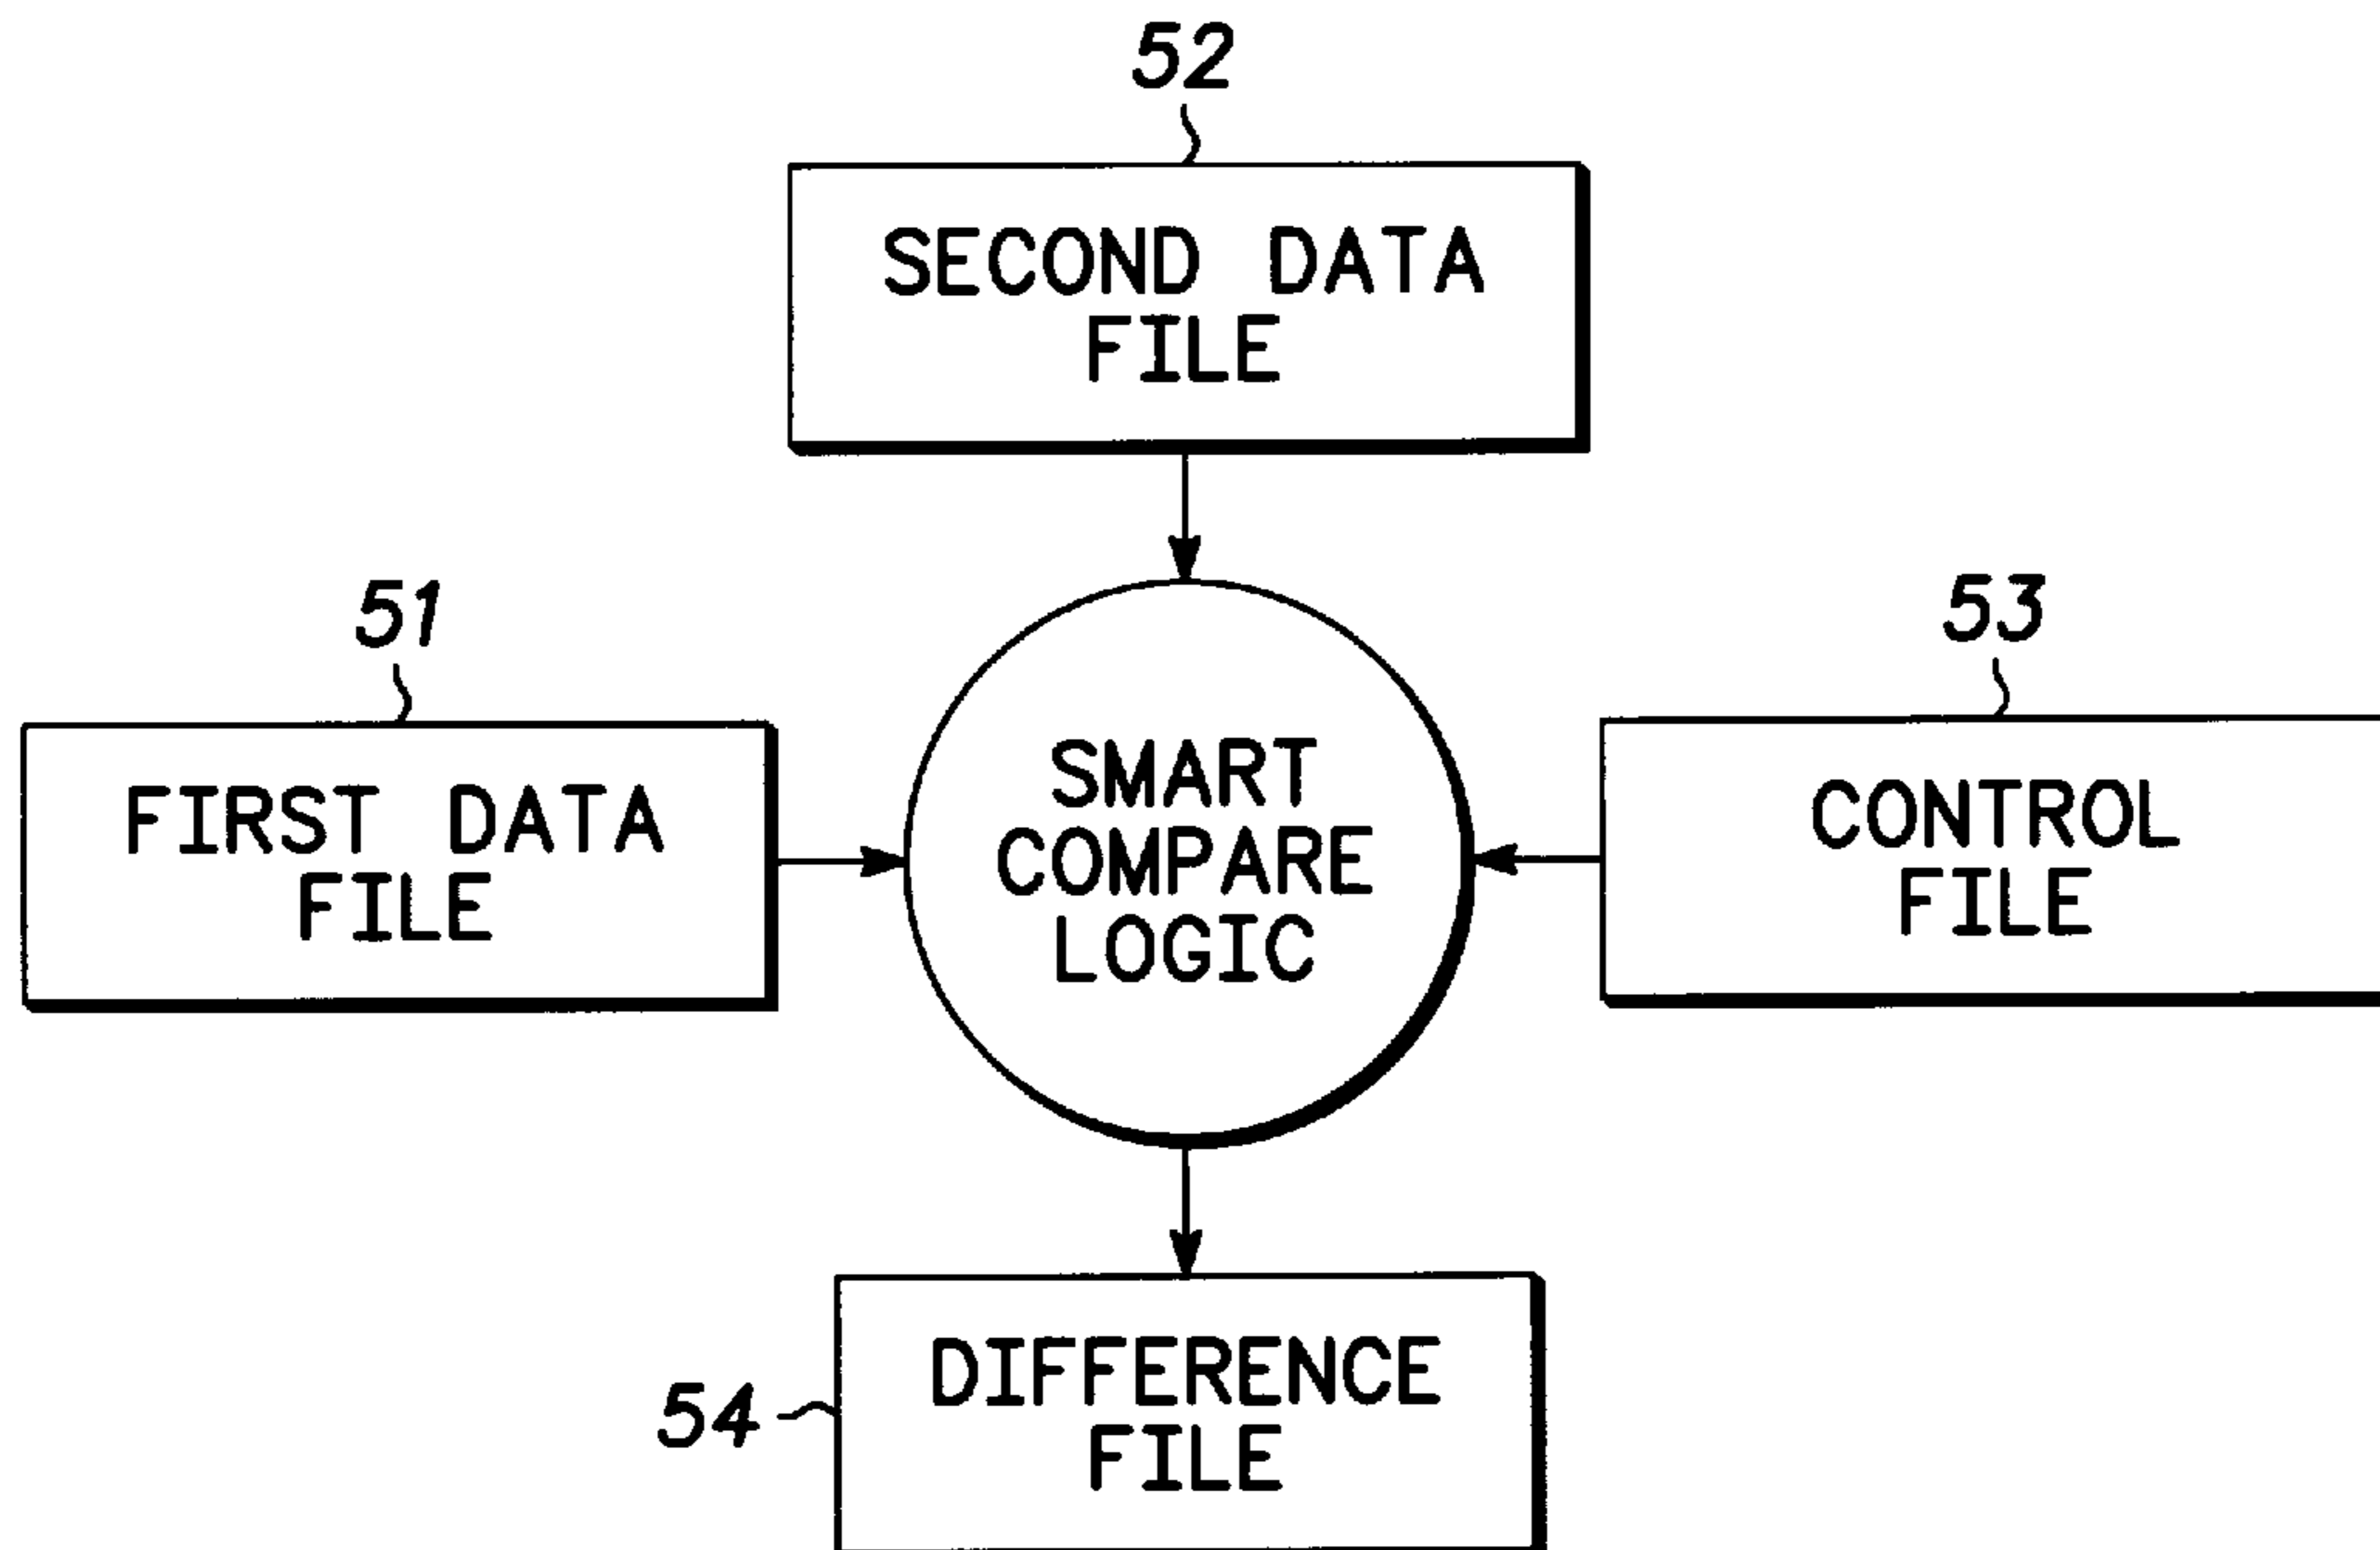 52
SECOND DATA
FILE
51
FIRST DATA
FILE
SMART
COMPARE
LOGIC
53
CONTROL
FILE
54
DIFFERENCE
FILE